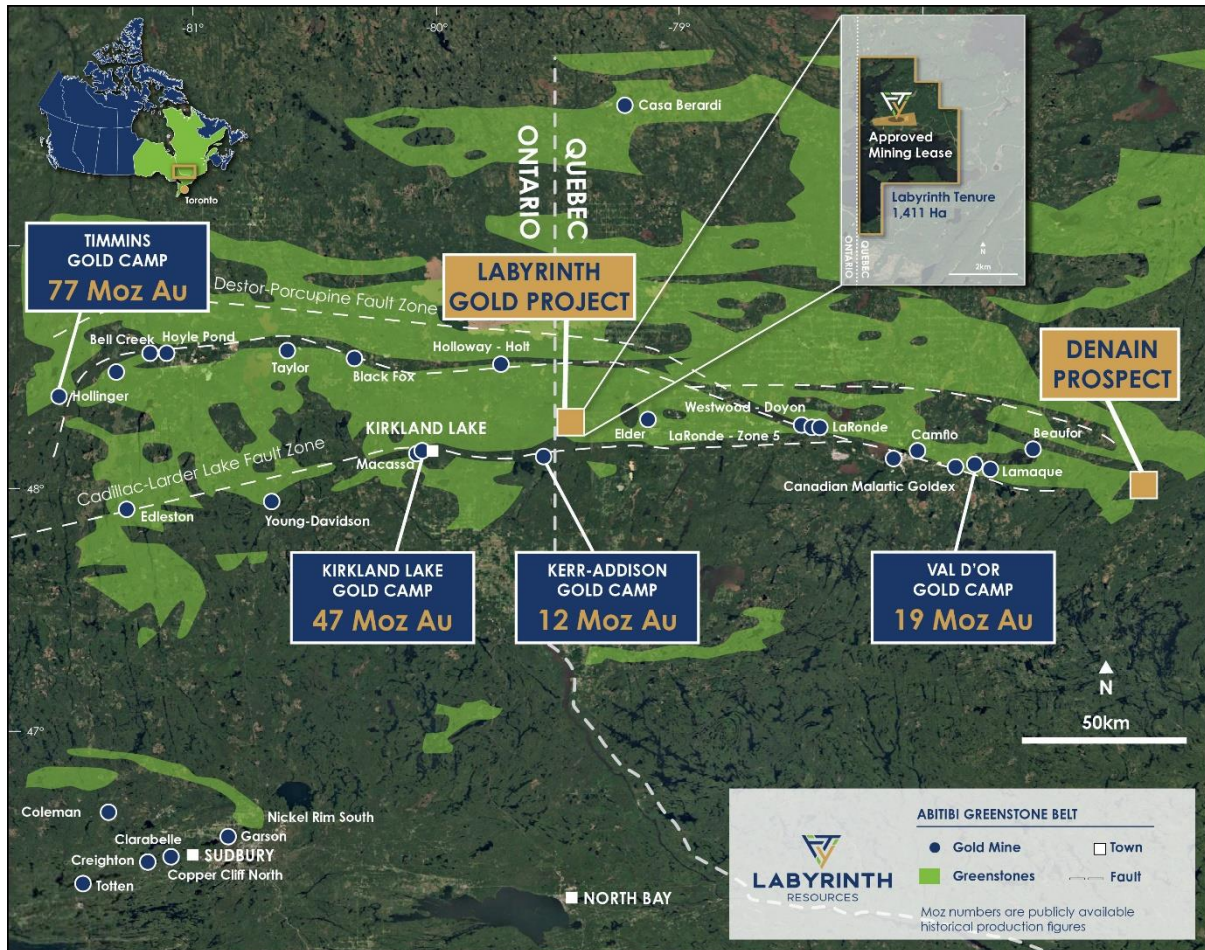 -81°
-80°
-79°
Toronto
Casa Berardi
ONTARIO
QUEBEC
Approved
Mining Lease
Labyrinth Tenure
1,411 Ha
ONTARIO
QUEBEC
N
2km
TIMMINS
GOLD CAMP
77 Moz Au
Destor-Porcupine Fault Zone
LABYRINTH
GOLD PROJECT
DENAIN
PROSPECT
Bell Creek
Hoyle Pond
Hollinger
Taylor
Black Fox
Holloway - Holt
KIRKLAND LAKE
Macassa
Elder
Westwood - Doyon
LaRonde
LaRonde - Zone 5
Camflo
Beaufor
Lamaque
Canadian Malartic
Goldex
Cadillac-Larder Lake Fault Zone
48°
Edleston
Young-Davidson
KIRKLAND LAKE
GOLD CAMP
47 Moz Au
KERR-ADDISON
GOLD CAMP
12 Moz Au
VAL D'OR
GOLD CAMP
19 Moz Au
N
50km
47°
Coleman
Nickel Rim South
Clarabelle
Garson
Creighton
SUDBURY
Copper Cliff North
Totten
NORTH BAY
LABYRINTH
RESOURCES
ABITIBI GREENSTONE BELT
Gold Mine
Town
Greenstones
Fault
Moz numbers are publicly available
historical production figures